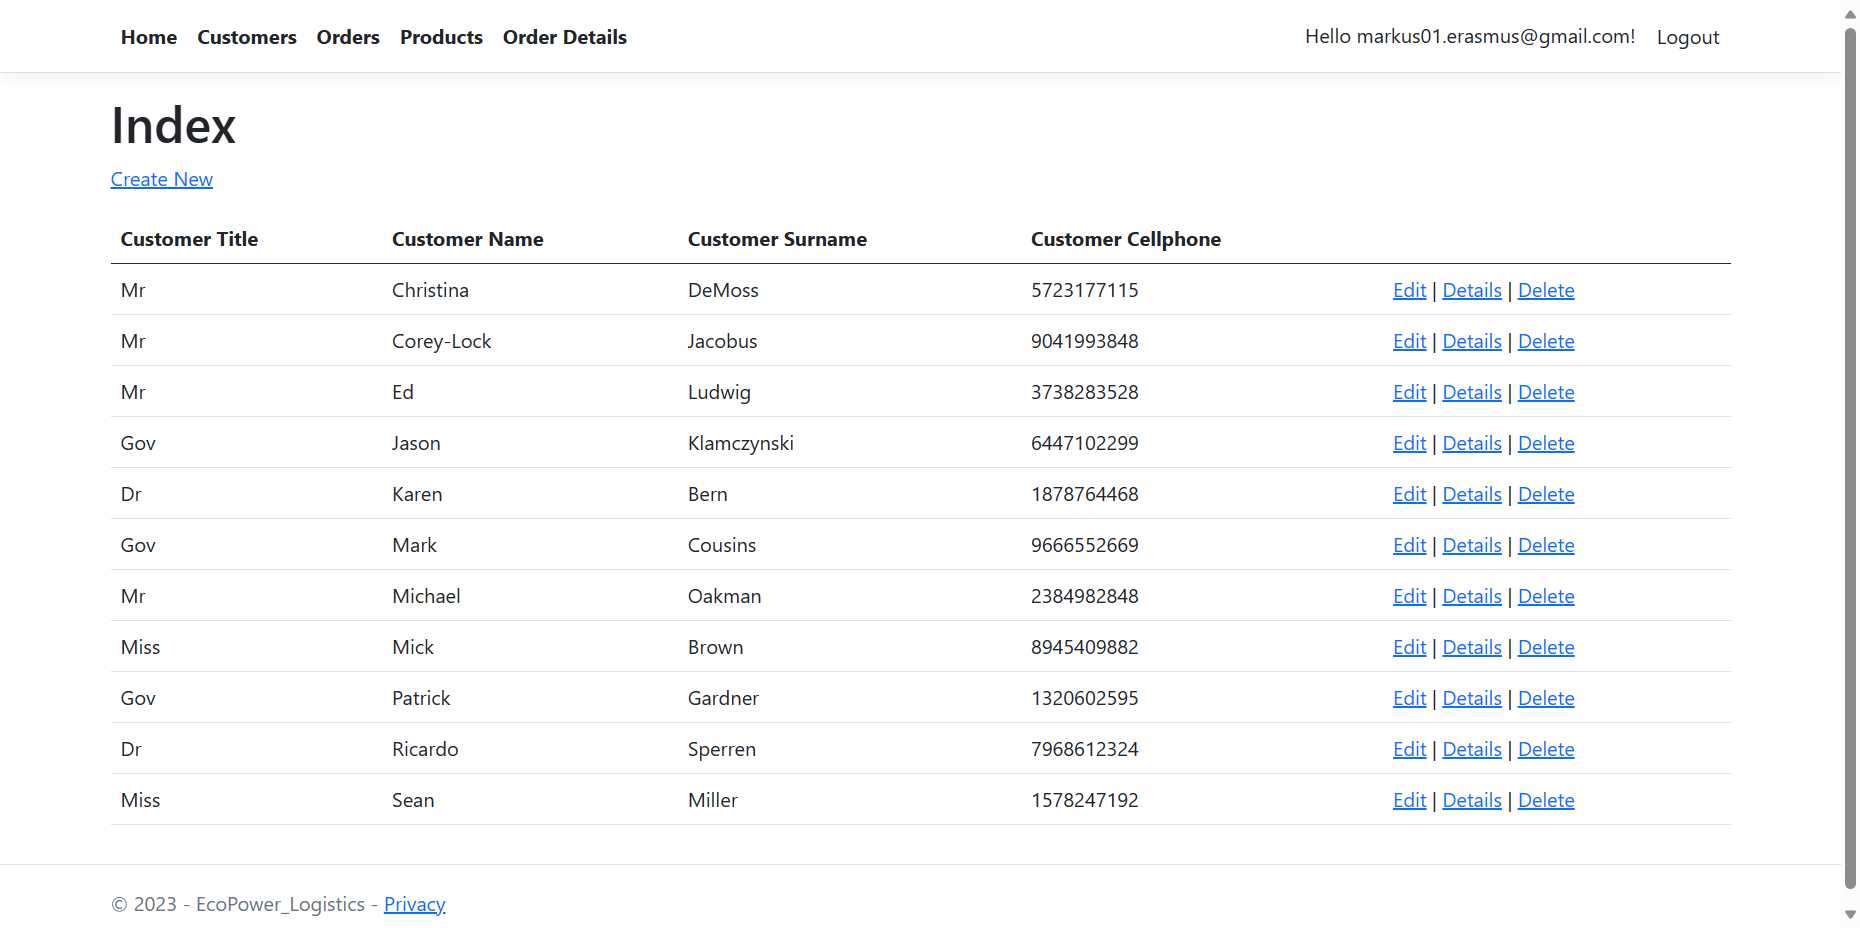 Home Customers Orders Products Order Details Hello markus01.erasmus@gmail.com! Logout
Index
Create New
Customer Title Customer Name Customer Surname Customer Cellphone
Mr Christina DeMoss 5723177115 Edit | Details | Delete
Mr Corey-Lock Jacobus 9041993848 Edit | Details | Delete
Mr Ed Ludwig 3738283528 Edit | Details | Delete
Gov Jason Klamczynski 6447102299 Edit | Details | Delete
Dr Karen Bern 1878764468 Edit | Details | Delete
Gov Mark Cousins 9666552669 Edit | Details | Delete
Mr Michael Oakman 2384982848 Edit | Details | Delete
Miss Mick Brown 8945409882 Edit | Details | Delete
Gov Patrick Gardner 1320602595 Edit | Details | Delete
Dr Ricardo Sperren 7968612324 Edit | Details | Delete
Miss Sean Miller 1578247192 Edit | Details | Delete
© 2023 - EcoPower_Logistics - Privacy